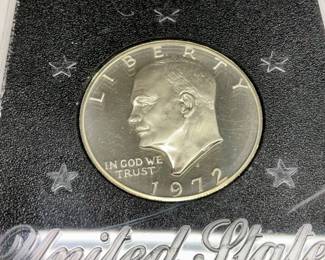 LIBERTY
IN GOD WE
TRUST
1972
United States